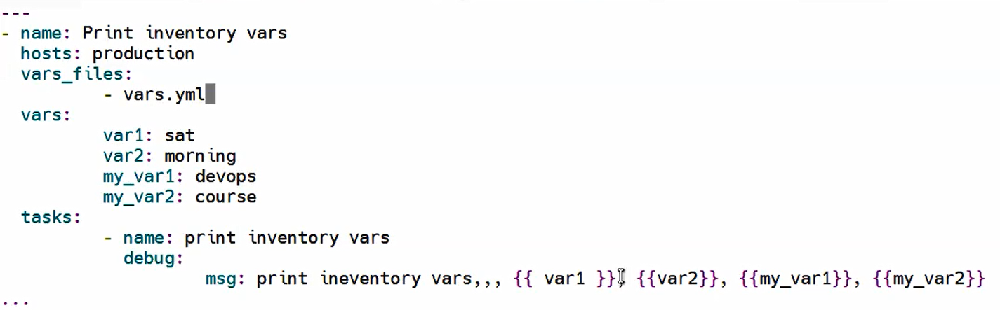 ---
- name: Print inventory vars
  hosts: production
  vars_files:
          - vars.yml
  vars:
          var1: sat
          var2: morning
          my_var1: devops
          my_var2: course
  tasks:
          - name: print inventory vars
            debug:
                    msg: print ineventory vars,,, {{ var1 }}, {{var2}}, {{my_var1}}, {{my_var2}}
...